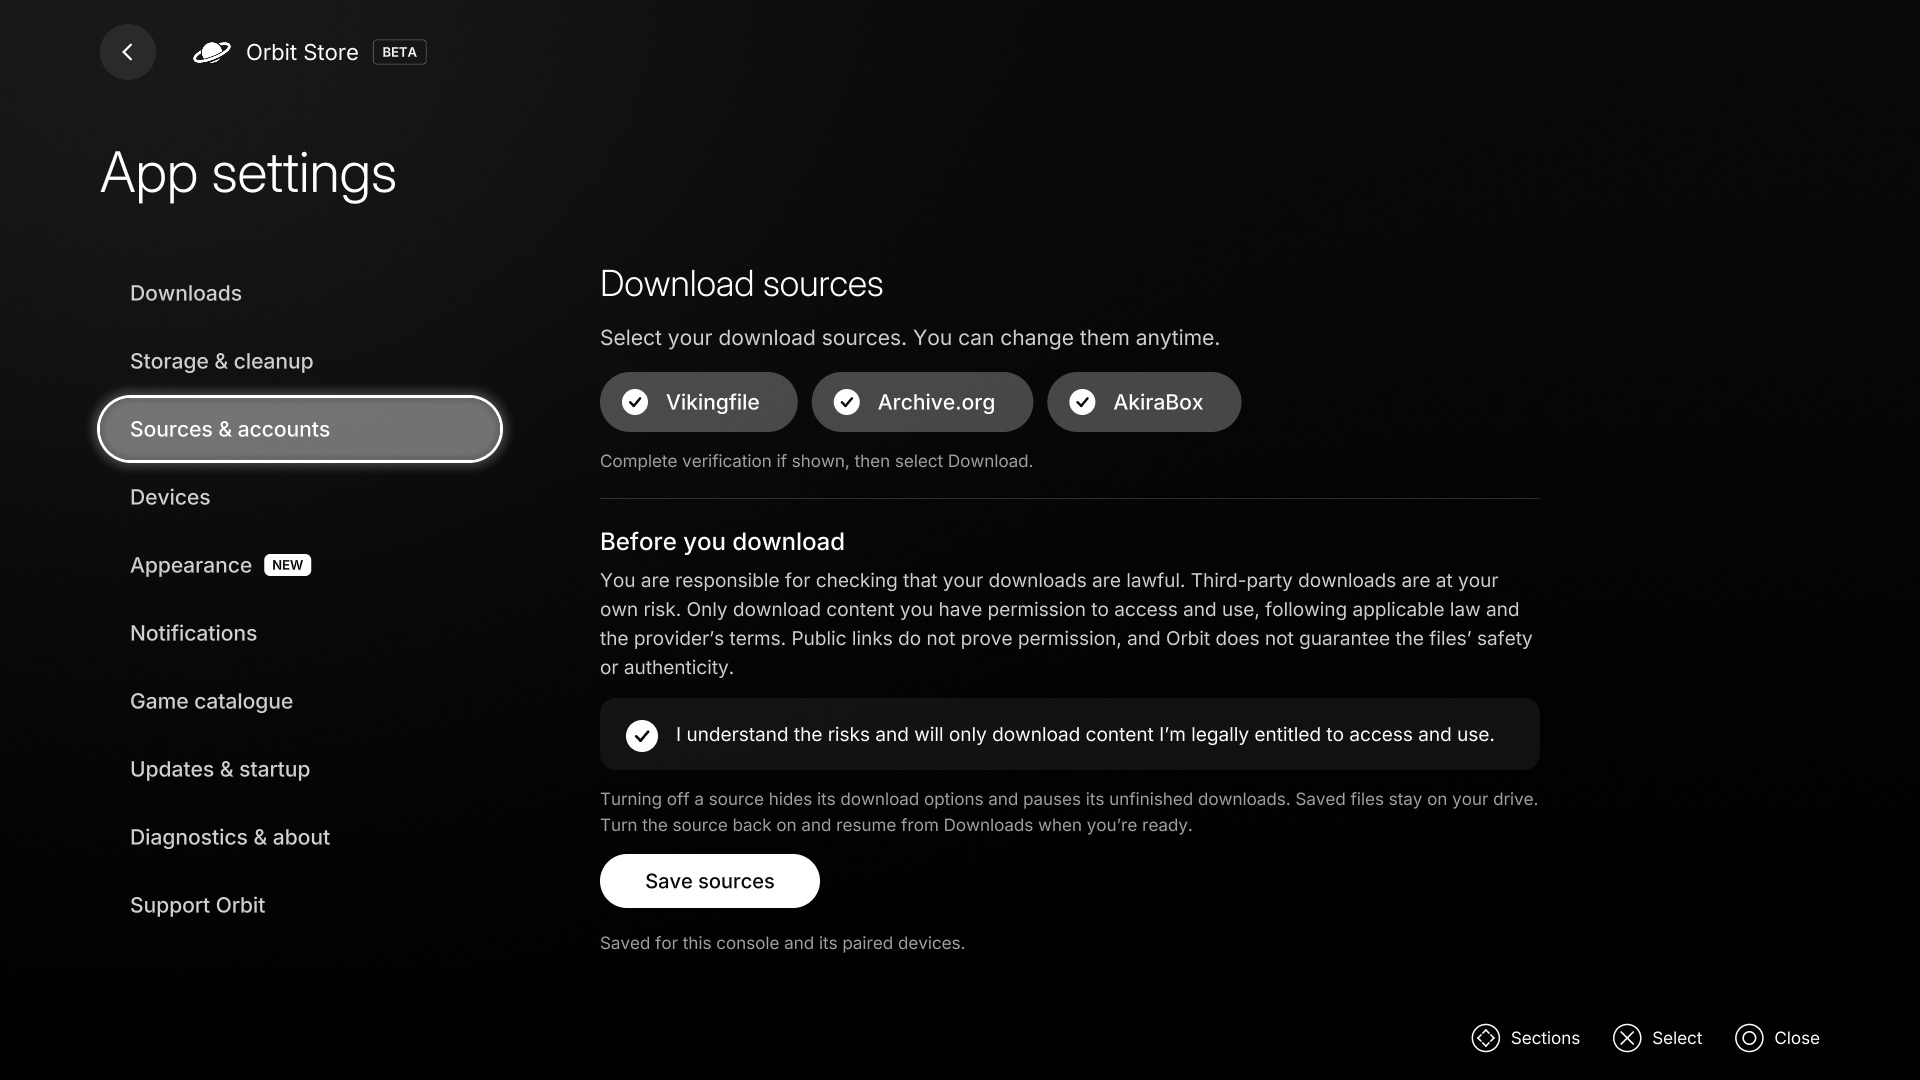 Orbit Store BETA
App settings
Downloads
Storage & cleanup
Sources & accounts
Devices
Appearance NEW
Notifications
Game catalogue
Updates & startup
Diagnostics & about
Support Orbit
Download sources
Select your download sources. You can change them anytime.
Vikingfile Archive.org AkiraBox
Complete verification if shown, then select Download.
Before you download
You are responsible for checking that your downloads are lawful. Third-party downloads are at your
own risk. Only download content you have permission to access and use, following applicable law and
the provider’s terms. Public links do not prove permission, and Orbit does not guarantee the files’ safety
or authenticity.
I understand the risks and will only download content I’m legally entitled to access and use.
Turning off a source hides its download options and pauses its unfinished downloads. Saved files stay on your drive.
Turn the source back on and resume from Downloads when you’re ready.
Save sources
Saved for this console and its paired devices.
Sections Select Close